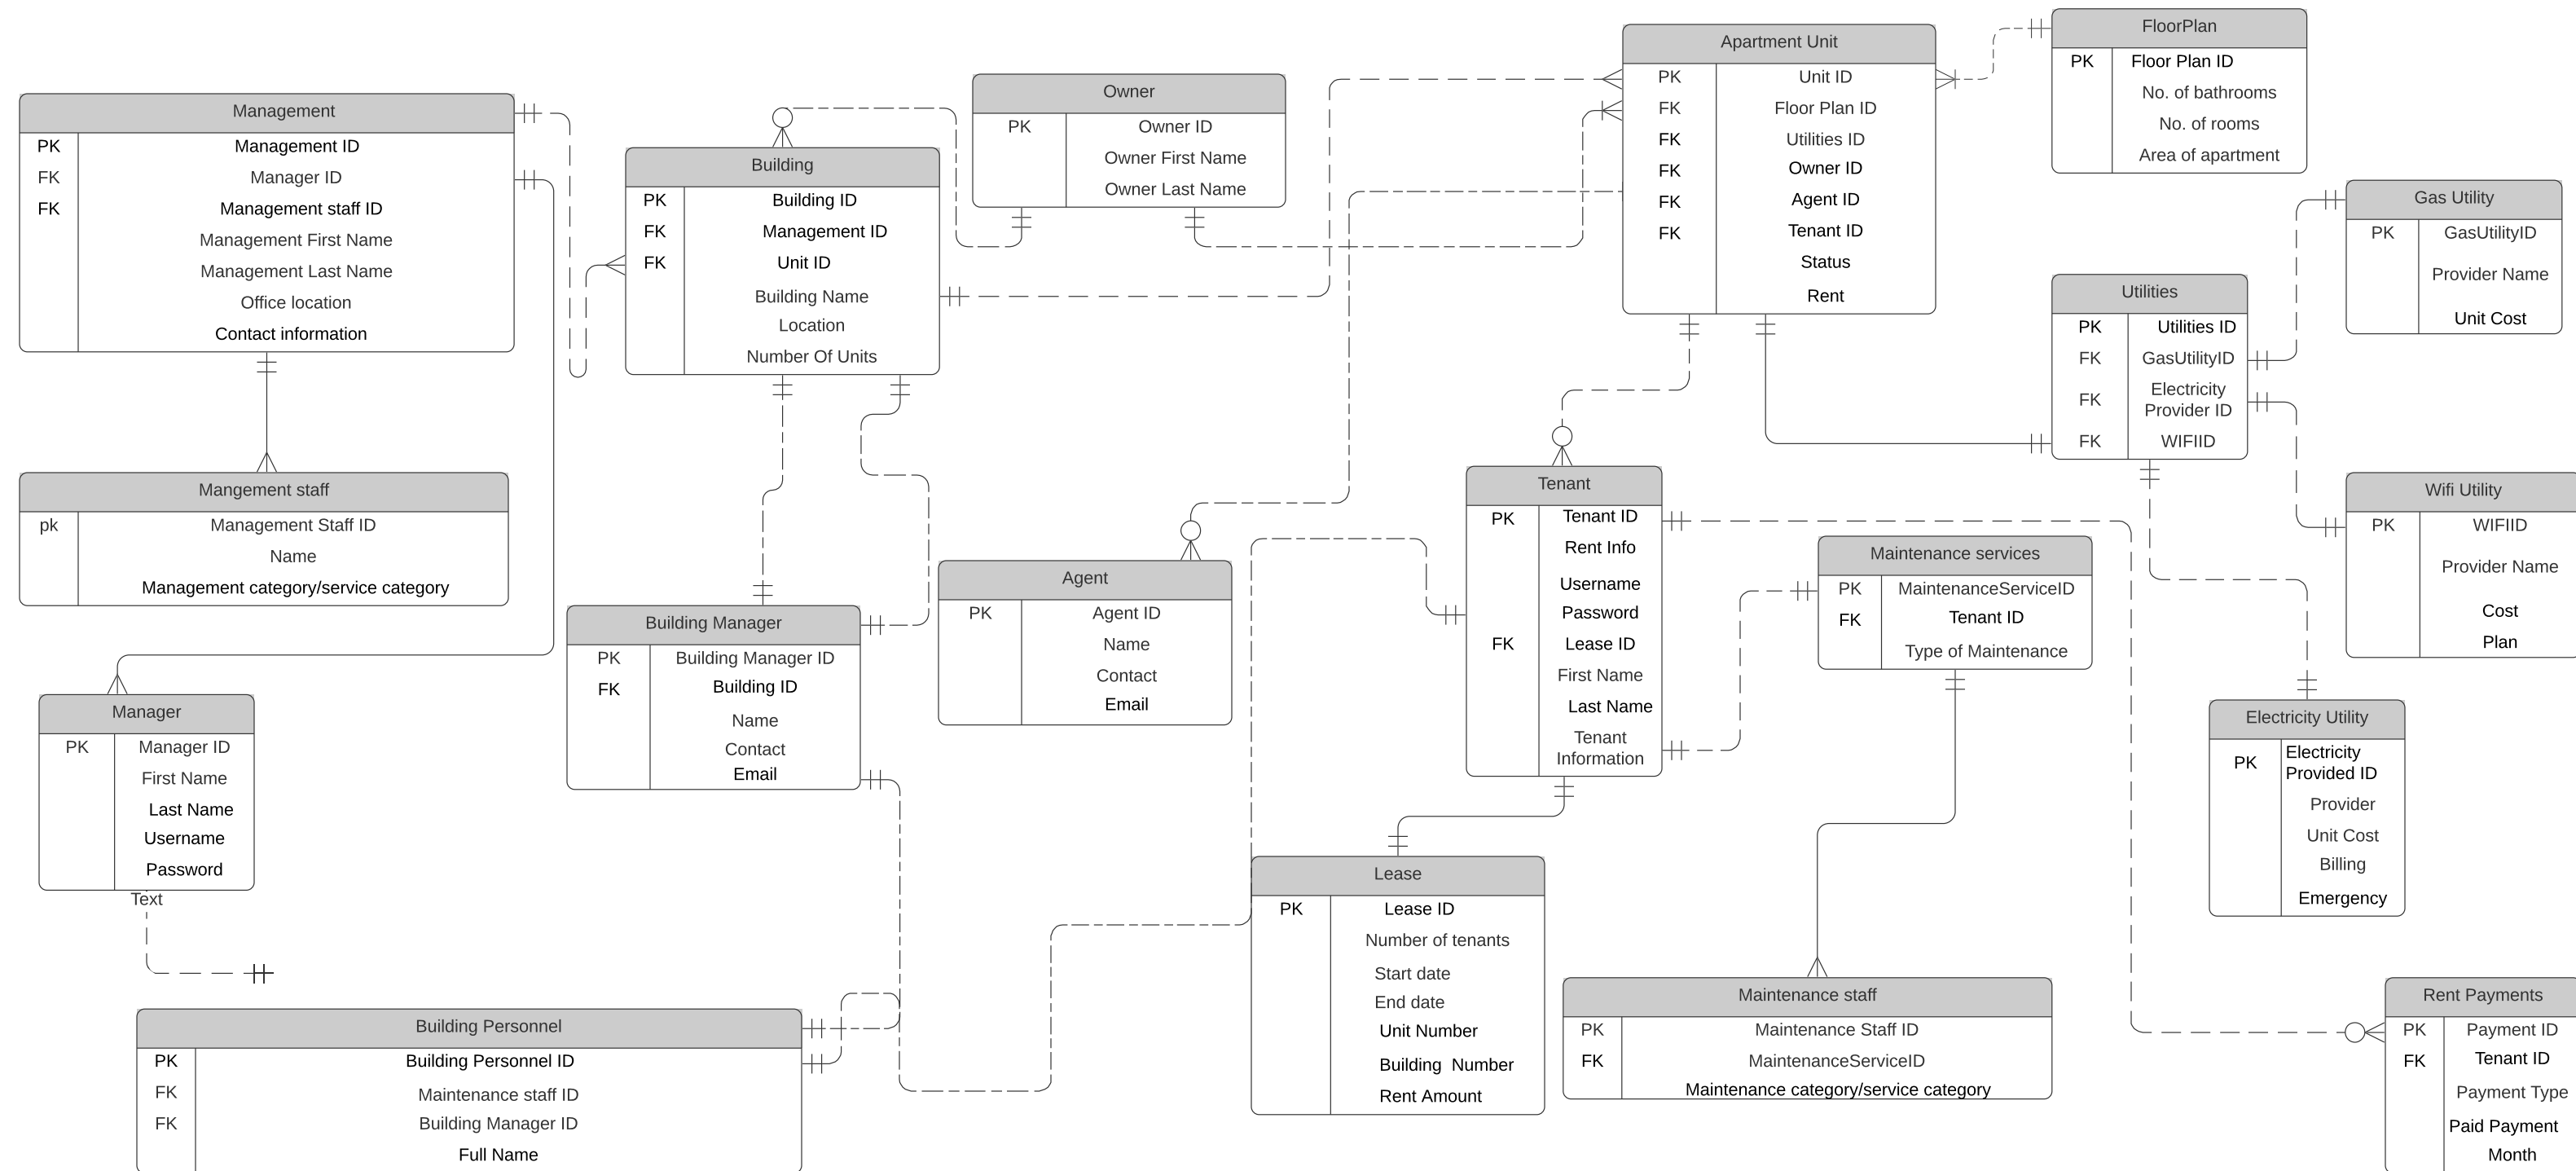 Management
PK Management ID
FK Manager ID
FK Management staff ID
Management First Name
Management Last Name
Office location
Contact information
Mangement staff
pk Management Staff ID
Name
Management category/service category
Manager
PK Manager ID
First Name
Last Name
Username
Password
Text
Building
PK Building ID
FK Management ID
FK Unit ID
Building Name
Location
Number Of Units
Owner
PK Owner ID
Owner First Name
Owner Last Name
Building Manager
PK Building Manager ID
FK Building ID
Name
Contact
Email
Agent
PK Agent ID
Name
Contact
Email
Building Personnel
PK Building Personnel ID
FK Maintenance staff ID
FK Building Manager ID
Full Name
Apartment Unit
PK Unit ID
FK Floor Plan ID
FK Utilities ID
FK Owner ID
FK Agent ID
FK Tenant ID
Status
Rent
FloorPlan
PK Floor Plan ID
No. of bathrooms
No. of rooms
Area of apartment
Gas Utility
PK GasUtilityID
Provider Name
Unit Cost
Utilities
PK Utilities ID
FK GasUtilityID
FK Electricity
Provider ID
FK WIFIID
Wifi Utility
PK WIFIID
Provider Name
Cost
Plan
Tenant
PK Tenant ID
Rent Info
Username
Password
FK Lease ID
First Name
Last Name
Tenant
Information
Maintenance services
PK MaintenanceServiceID
FK Tenant ID
Type of Maintenance
Electricity Utility
PK Electricity
Provided ID
Provider
Unit Cost
Billing
Emergency
Lease
PK Lease ID
Number of tenants
Start date
End date
Unit Number
Building Number
Rent Amount
Maintenance staff
PK Maintenance Staff ID
FK MaintenanceServiceID
Maintenance category/service category
Rent Payments
PK Payment ID
FK Tenant ID
Payment Type
Paid Payment
Month